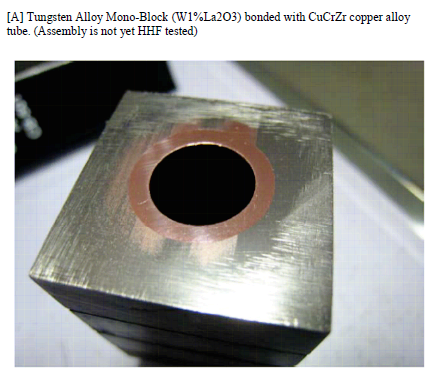 [A] Tungsten Alloy Mono-Block (W1%La2O3) bonded with CuCrZr copper alloy
tube. (Assembly is not yet HHF tested)